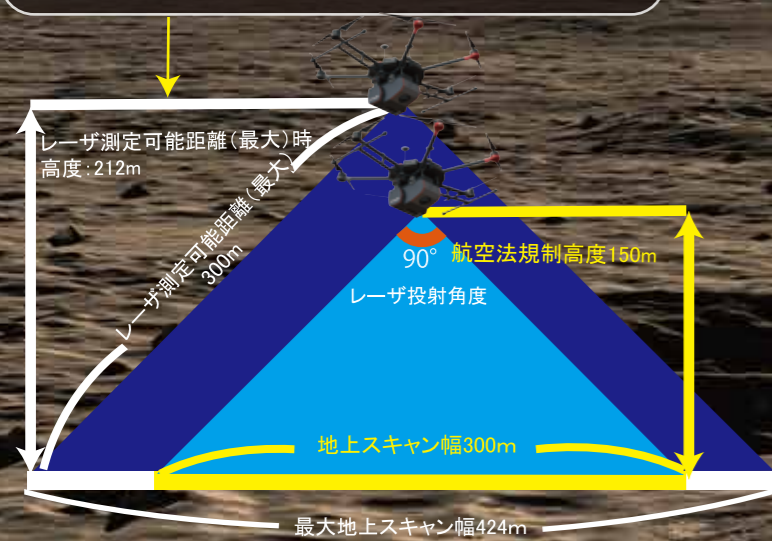 レーザ測定可能距離(最大)時
高度:212m
レーザ測定可能距離(最大)
300m
90°
航空法規制高度150m
レーザ投射角度
地上スキャン幅300m
最大地上スキャン幅424m